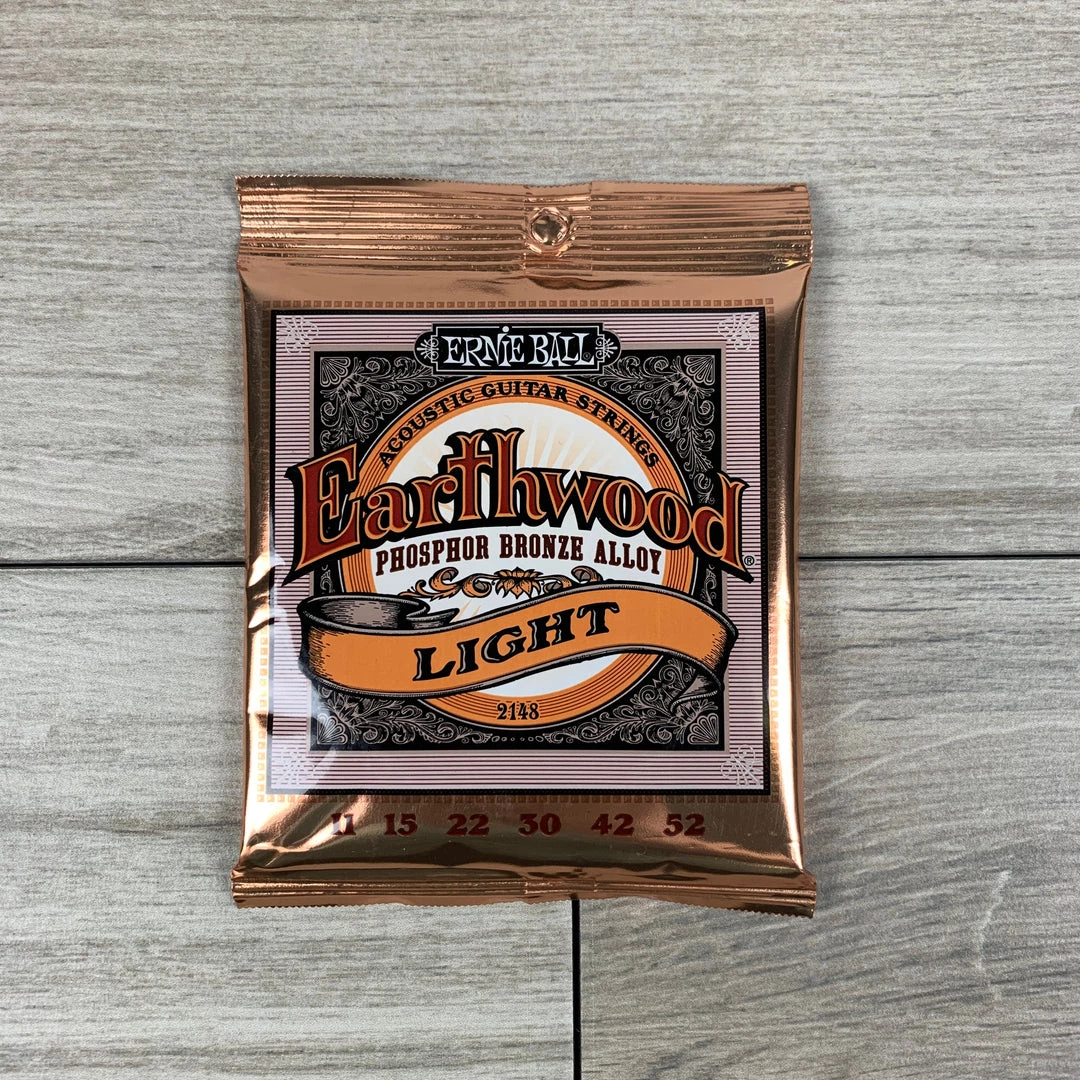 ERNIE BALL
ACOUSTIC GUITAR STRINGS
Earthwood®
PHOSPHOR BRONZE ALLOY
LIGHT
2148
11 15 22 30 42 52